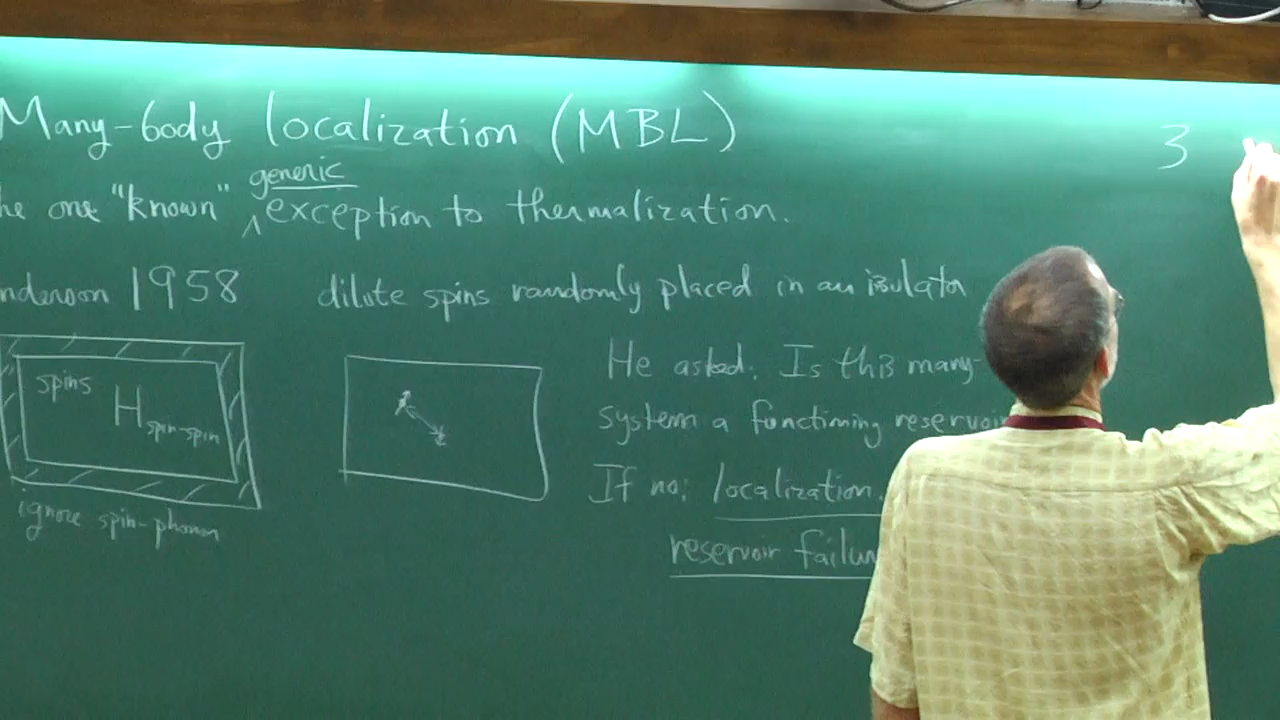 Many-body localization (MBL)
3
generic
he one "known" ^ exception to thermalization.
nderson 1958
dilute spins randomly placed in an insulator
spins
H spin-spin
ignore spin-phonon
He asked: Is this many-
system a functioning reservoir
If no: localization.
reservoir failur